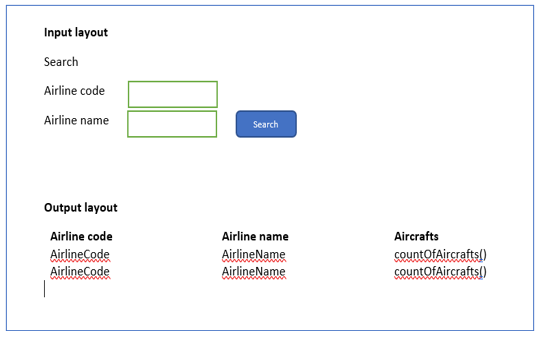 Input layout
Search
Airline code
Airline name Search
Output layout
Airline code Airline name Aircrafts
AirlineCode AirlineName countOfAircrafts()
AirlineCode AirlineName countOfAircrafts()